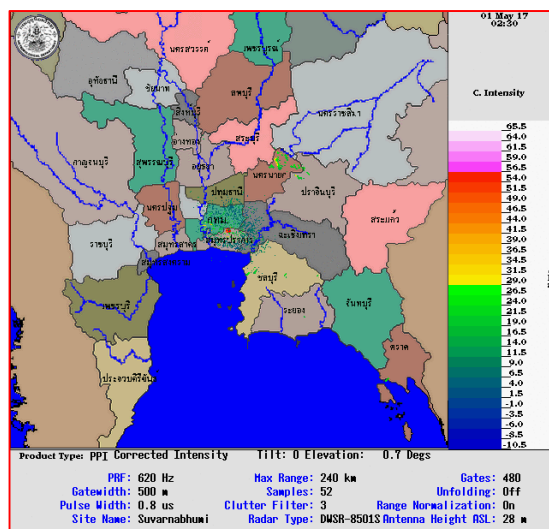 01 May 17
02:30
C. Intensity
นครสวรรค์
เพชรบูรณ์
อุทัยธานี
ชัยนาท
ลพบุรี
สิงห์บุรี
นครราชสีมา
อ่างทอง
สระบุรี
กาญจนบุรี
สุพรรณบุรี
อยุธยา
นครนายก
ปทุมธานี
ปราจีนบุรี
นครปฐม
กทม.
สระแก้ว
ราชบุรี
สมุทรสาคร
สมุทรปราการ
ฉะเชิงเทรา
ชลบุรี
จันทบุรี
เพชรบุรี
ระยอง
ตราด
ประจวบคีรีขันธ์
65.5
64.0
61.5
59.0
56.5
54.0
51.5
49.0
46.5
44.0
41.5
39.0
36.5
34.0
31.5
29.0
26.5
24.0
21.5
19.0
16.5
14.0
11.5
9.0
6.5
4.0
1.5
-1.0
-3.5
-6.0
-8.5
-10.5
Product Type: PPI Corrected Intensity Tilt: 0 Elevation: 0.7 Degs
PRF: 620 Hz Max Range: 240 km Gates: 480
Gatewidth: 500 m Samples: 52 Unfolding: Off
Pulse Width: 0.8 us Clutter Filter: 3 Range Normalization: On
Site Name: Suvarnabhumi Radar Type: DWSR-8501S Antenna Height ASL: 28 m